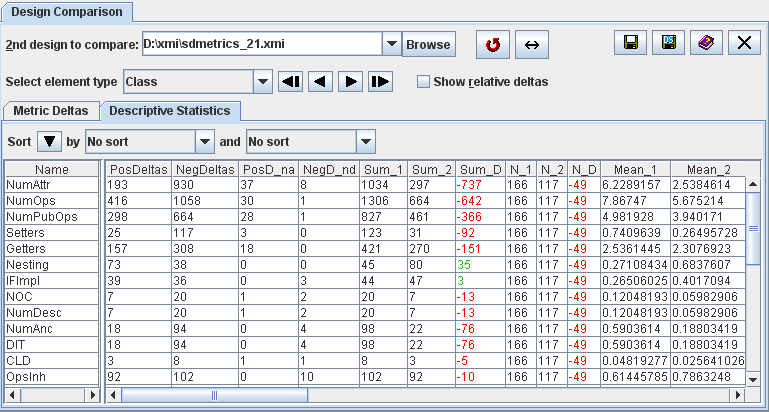 Design Comparison
2nd design to compare: D:\xmi\sdmetrics_21.xmi Browse
Select element type Class Show relative deltas
Metric Deltas Descriptive Statistics
Sort by No sort and No sort
Name PosDeltas NegDeltas PosD_na NegD_nd Sum_1 Sum_2 Sum_D N_1 N_2 N_D Mean_1 Mean_2
NumAttr 193 930 37 8 1034 297 -737 166 117 -49 6.2289157 2.5384614
NumOps 416 1058 30 1 1306 664 -642 166 117 -49 7.86747 5.675214
NumPubOps 298 664 28 1 827 461 -366 166 117 -49 4.981928 3.940171
Setters 25 117 3 0 123 31 -92 166 117 -49 0.7409639 0.26495728
Getters 157 308 18 0 421 270 -151 166 117 -49 2.5361445 2.3076923
Nesting 73 38 0 0 45 80 35 166 117 -49 0.27108434 0.6837607
IFImpl 39 36 0 3 44 47 3 166 117 -49 0.26506025 0.4017094
NOC 7 20 1 2 20 7 -13 166 117 -49 0.12048193 0.05982906
NumDesc 7 20 1 2 20 7 -13 166 117 -49 0.12048193 0.05982906
NumAnc 18 94 0 4 98 22 -76 166 117 -49 0.5903614 0.18803419
DIT 18 94 0 4 98 22 -76 166 117 -49 0.5903614 0.18803419
CLD 3 8 1 1 8 3 -5 166 117 -49 0.04819277 0.025641026
OpsInh 92 102 0 10 102 92 -10 166 117 -49 0.61445785 0.7863248